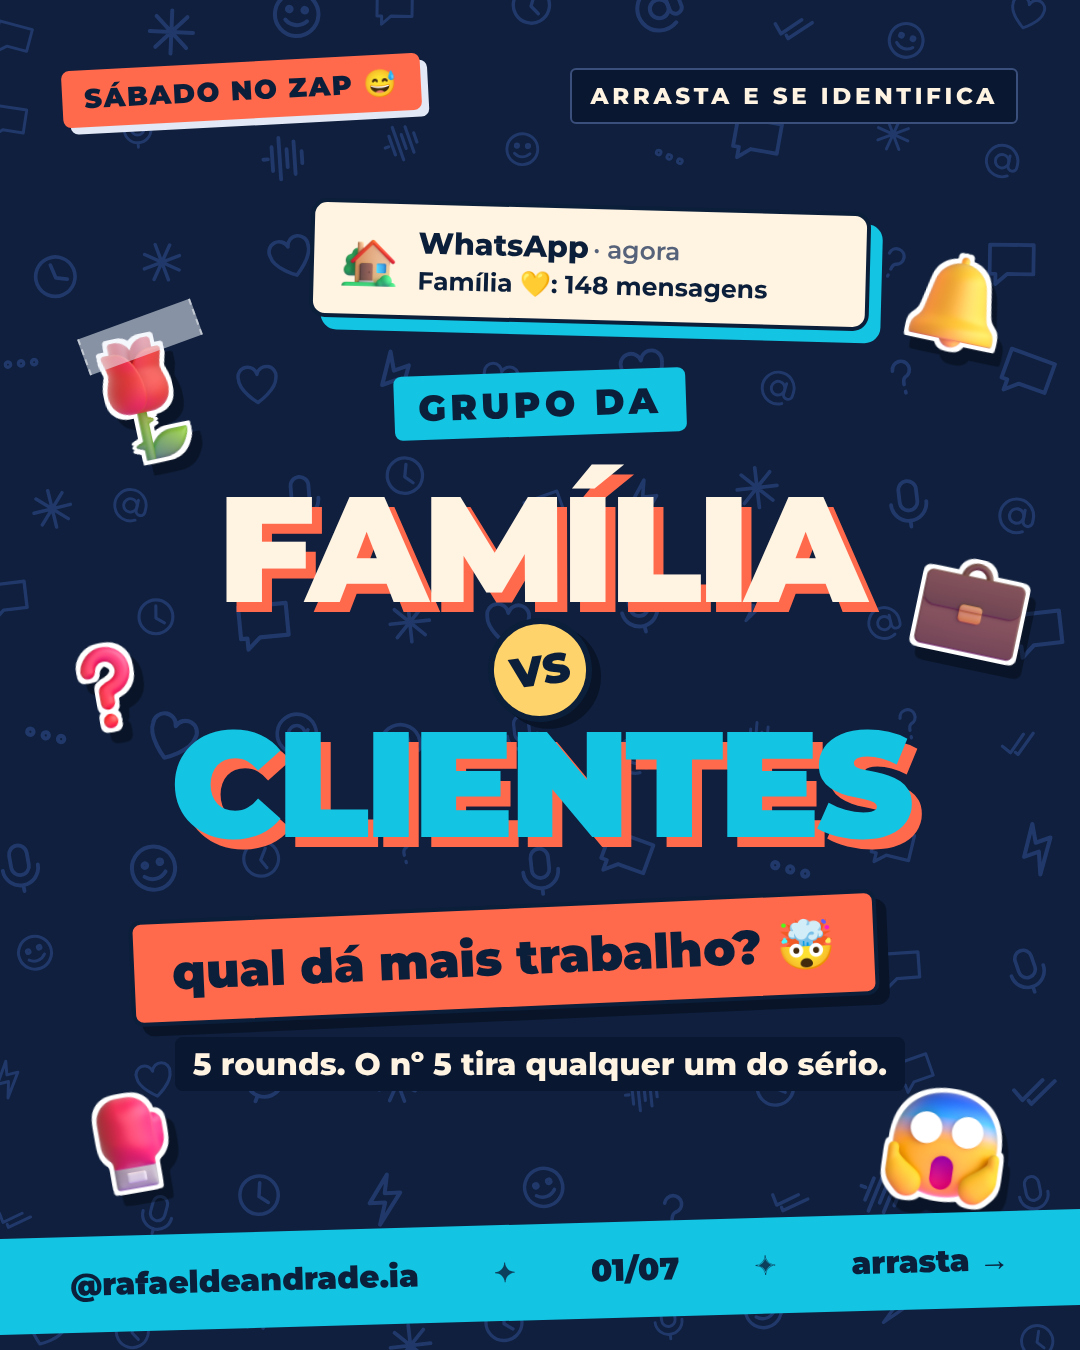 SÁBADO NO ZAP 😅
ARRASTA E SE IDENTIFICA
WhatsApp · agora
Família 💛: 148 mensagens
GRUPO DA
FAMÍLIA
VS
CLIENTES
qual dá mais trabalho? 🤯
5 rounds. O nº 5 tira qualquer um do sério.
@rafaeldeandrade.ia ✦ 01/07 ✦ arrasta →